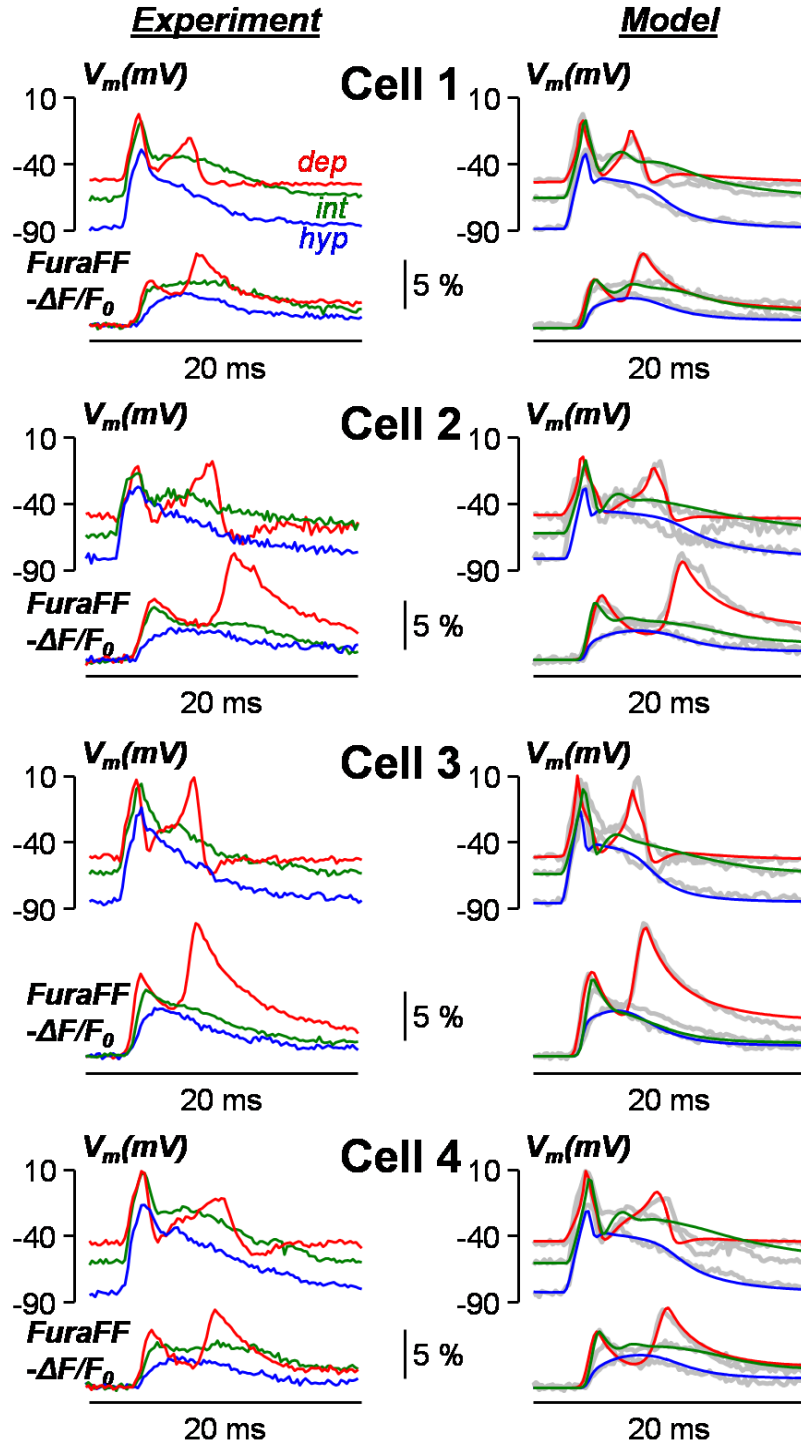 Experiment Model
Vm(mV) Cell 1 Vm(mV)
10 10
-40 dep -40
int
-90 hyp -90
FuraFF
-ΔF/F0 5 %
20 ms 20 ms
Vm(mV) Cell 2 Vm(mV)
10 10
-40 -40
-90 -90
FuraFF
-ΔF/F0 5 %
20 ms 20 ms
Vm(mV) Cell 3 Vm(mV)
10 10
-40 -40
-90 -90
FuraFF
-ΔF/F0 5 %
20 ms 20 ms
Vm(mV) Cell 4 Vm(mV)
10 10
-40 -40
-90 -90
FuraFF
-ΔF/F0 5 %
20 ms 20 ms